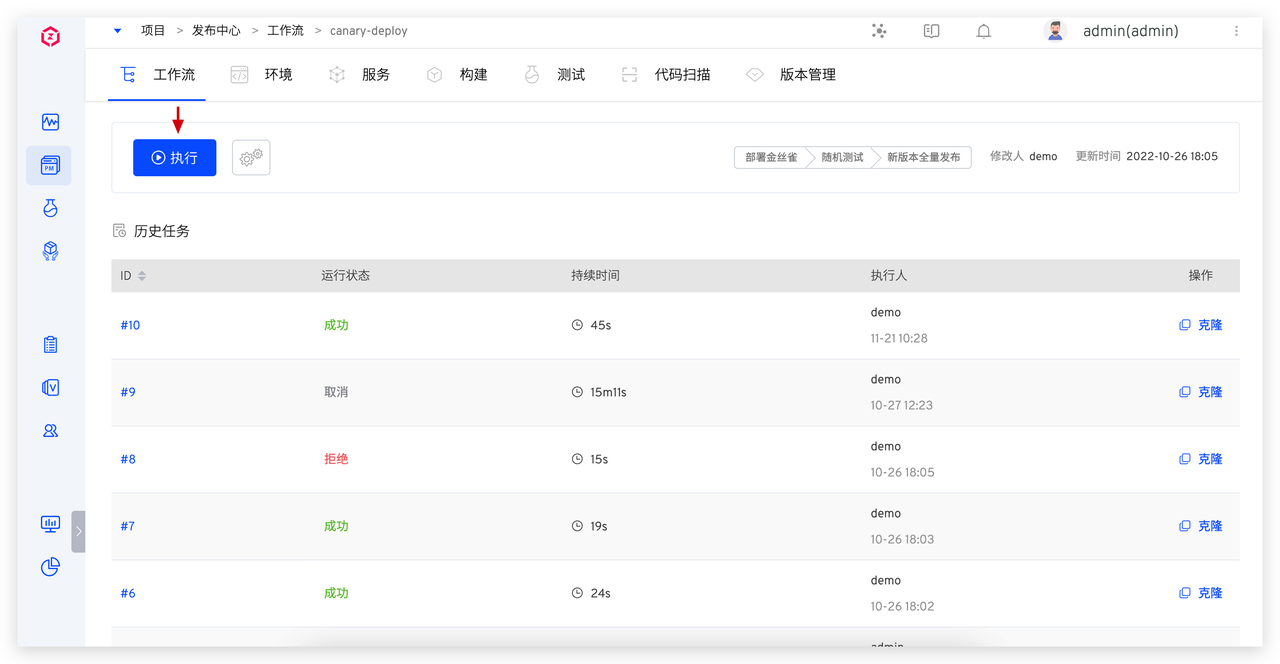 项目 > 发布中心 > 工作流 > canary-deploy
admin(admin)
工作流 环境 服务 构建 测试 代码扫描 版本管理
执行
部署金丝雀 随机测试 新版本全量发布 修改人 demo 更新时间 2022-10-26 18:05
历史任务
ID 运行状态 持续时间 执行人 操作
#10 成功 45s demo 克隆
11-21 10:28
#9 取消 15m11s demo 克隆
10-27 12:23
#8 拒绝 15s demo 克隆
10-26 18:05
#7 成功 19s demo 克隆
10-26 18:03
#6 成功 24s demo 克隆
10-26 18:02